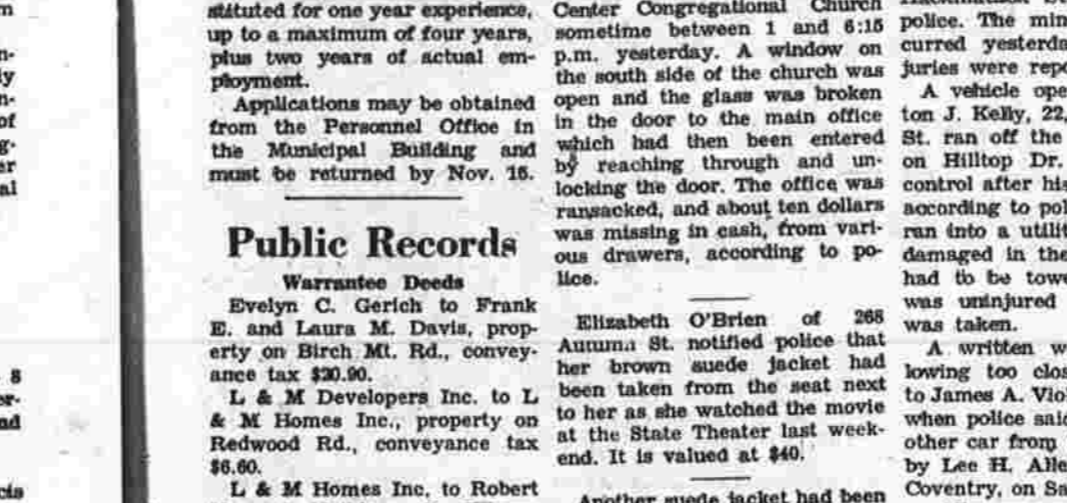 m
n-
ly
n-
of
g-
er
al
8
or-
nd
cis
stituted for one year experience,
up to a maximum of four years,
plus two years of actual em-
ployment.
Applications may be obtained
from the Personnel Office in
the Municipal Building and
must be returned by Nov. 16.
Public Records
Warrantee Deeds
Evelyn C. Gerich to Frank
E. and Laura M. Davis, prop-
erty on Birch Mt. Rd., convey-
ance tax $20.90.
L & M Developers Inc. to L
& M Homes Inc., property on
Redwood Rd., conveyance tax
$6.60.
L & M Homes Inc. to Robert
Center Congregational Church
sometime between 1 and 6:15
p.m. yesterday. A window on
the south side of the church was
open and the glass was broken
in the door to the main office
which had then been entered
by reaching through and un-
locking the door. The office was
ransacked, and about ten dollars
was missing in cash, from vari-
ous drawers, according to po-
lice.
Elizabeth O'Brien of 268
Autumn St. notified police that
her brown suede jacket had
been taken from the seat next
to her as she watched the movie
at the State Theater last week-
end. It is valued at $40.
Another suede jacket had been
police. The min
curred yesterda
juries were repo
A vehicle ope
ton J. Kelly, 22,
St. ran off the
on Hilltop Dr.
control after his
according to pol
ran into a utilit
damaged in the
had to be towe
was uninjured
was taken.
A written w
lowing too clos
to James A. Viol
when police said
other car from
by Lee H. Alle
Coventry, on Sa